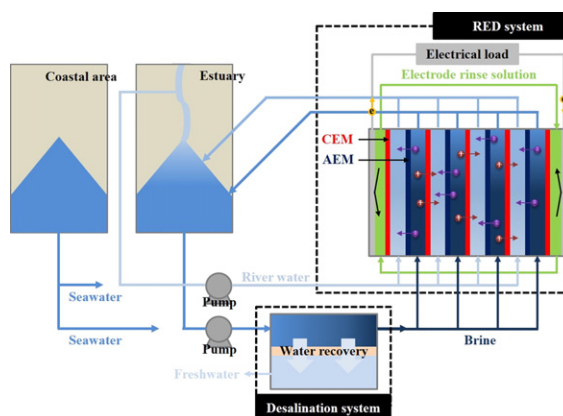 RED system
Electrical load
Coastal area
Estuary
Electrode rinse solution
e
CEM
AEM
River water
Seawater
Pump
Seawater
Pump
Water recovery
Brine
Freshwater
Desalination system